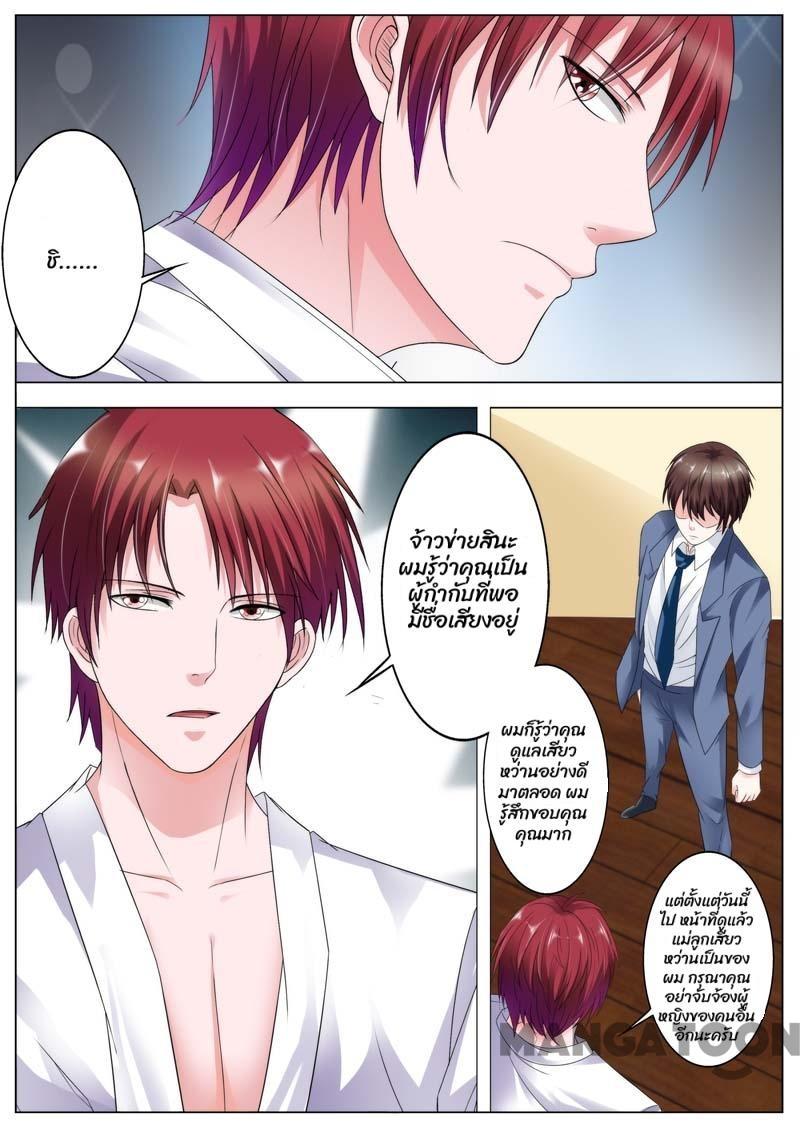 ชิ......
จ้าวข่ายสินะ
ผมรู้ว่าคุณเป็น
ผู้กำกับที่พอ
มีชื่อเสียงอยู่
ผมก็รู้ว่าคุณ
ดูแลเสียว
หว่านอย่างดี
มาตลอด ผม
รู้สึกขอบคุณ
คุณมาก
แต่ตั้งแต่วันนี้
ไป หน้าที่ดูแล้ว
แม่ลูกเสียว
หว่านเป็นของ
ผม กรุณาคุณ
อย่าจับจ้องผู้
หญิงของคนอื่น
อีกนะครับ
MANGATOON